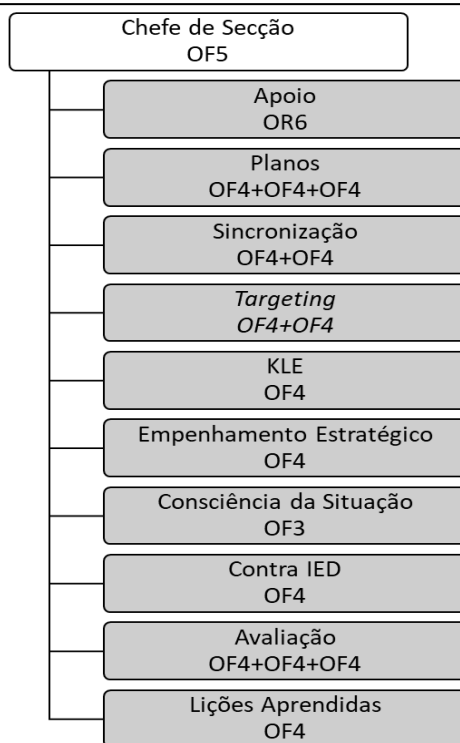 Chefe de Secção
OF5
Apoio
OR6
Planos
OF4+OF4+OF4
Sincronização
OF4+OF4
Targeting
OF4+OF4
KLE
OF4
Empenhamento Estratégico
OF4
Consciência da Situação
OF3
Contra IED
OF4
Avaliação
OF4+OF4+OF4
Lições Aprendidas
OF4